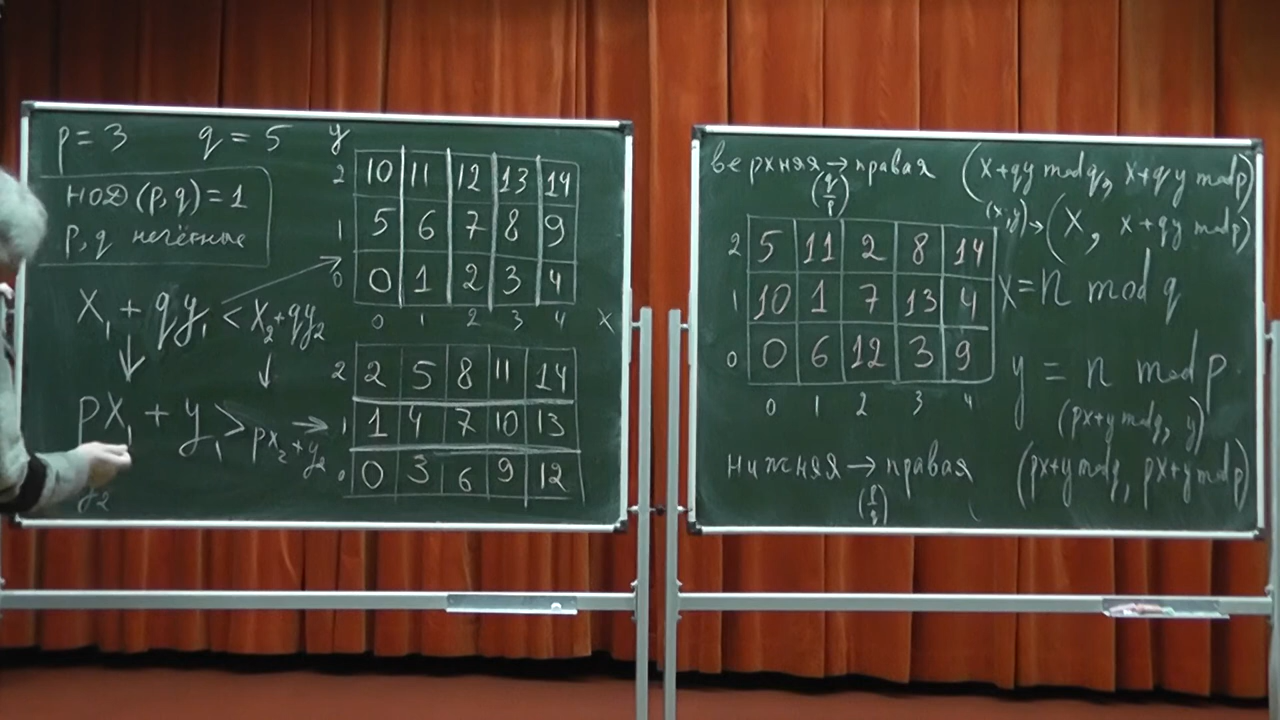 p = 3 q = 5 y
НОД (p, q) = 1
p, q нечётные
2 10 11 12 13 14
1 5 6 7 8 9
0 0 1 2 3 4
0 1 2 3 4 x
x₁ + qy₁ < x₂ + qy₂
↓ ↓
px₁ + y₁ > px₂ + y₂ →
y₂
2 2 5 8 11 14
1 1 4 7 10 13
0 0 3 6 9 12
верхняя → правая (x+qy mod q, x+qy mod p)
(q/p) (x,y) → (x, x+qy mod p)
2 5 11 2 8 14
1 10 1 7 13 4
0 0 6 12 3 9
0 1 2 3 4
x = n mod q
y = n mod p
(px+y mod q, y)
нижняя → правая (px+y mod q, px+y mod p)
(p/q) (